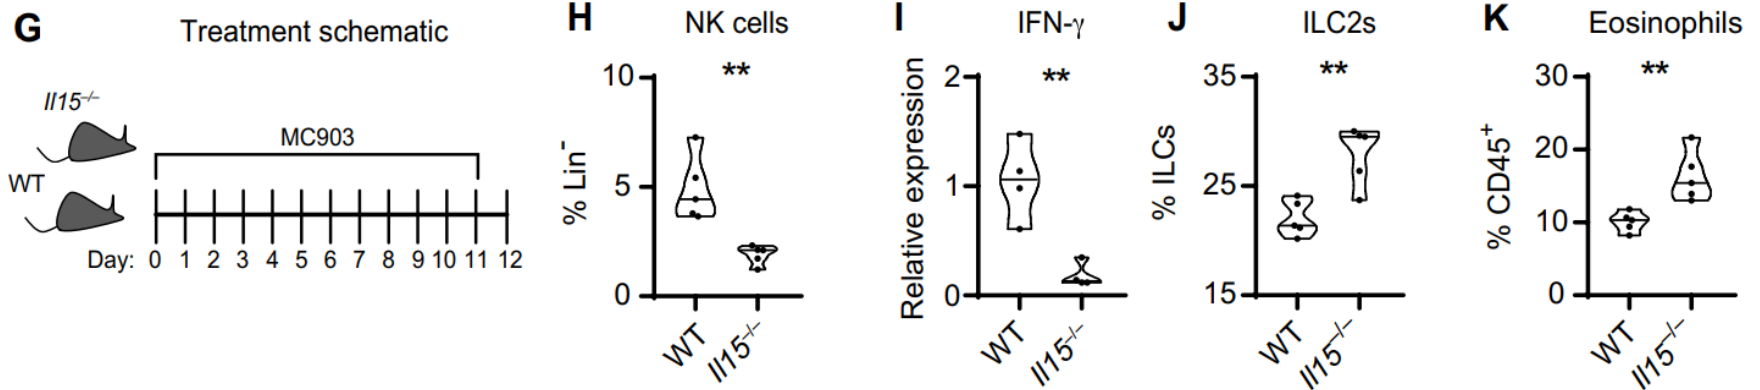 G
Treatment schematic
Il15–/–
WT
MC903
Day: 0 1 2 3 4 5 6 7 8 9 10 11 12
H
NK cells
**
% Lin-
10
5
0
WT
Il15–/–
I
IFN-γ
**
Relative expression
2
1
0
WT
Il15–/–
J
ILC2s
**
% ILCs
35
25
15
WT
Il15–/–
K
Eosinophils
**
% CD45+
30
20
10
0
WT
Il15–/–